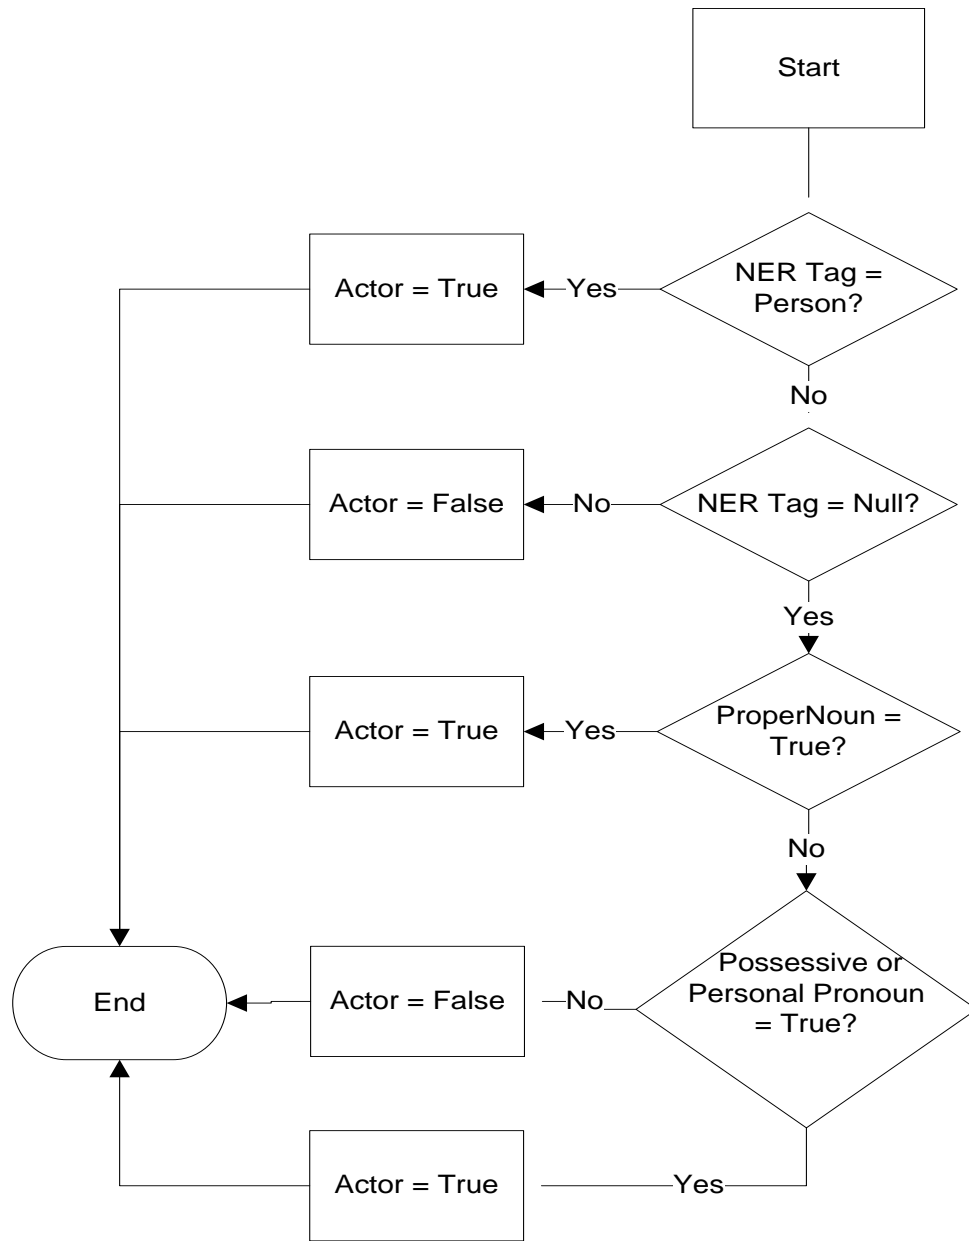 Start
NER Tag =
Person?
Yes
Actor = True
No
NER Tag = Null?
No
Actor = False
Yes
ProperNoun =
True?
Yes
Actor = True
No
Possessive or
Personal Pronoun
= True?
No
Actor = False
End
Yes
Actor = True